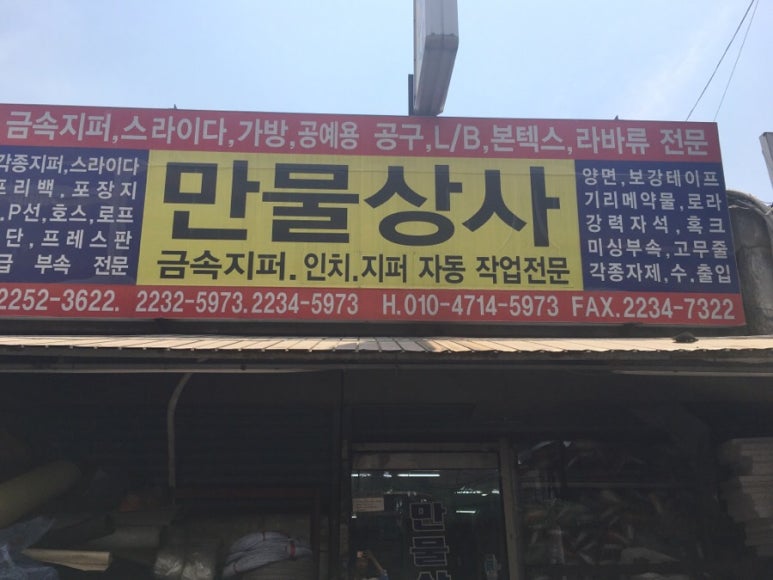 금속지퍼,스라이다,가방,공예용 공구,L/B,본텍스,라바류 전문
각종지퍼,스라이다
프리백, 포장지
.P선,호스,로프
단,프레스판
급 부속 전문
만물상사
금속지퍼.인치.지퍼 자동 작업전문
양면,보강테이프
기리메약물,로라
강력자석,혹크
미싱부속,고무줄
각종자제,수.출입
2252-3622. 2232-5973.2234-5973 H.010-4714-5973 FAX.2234-7322
만물상